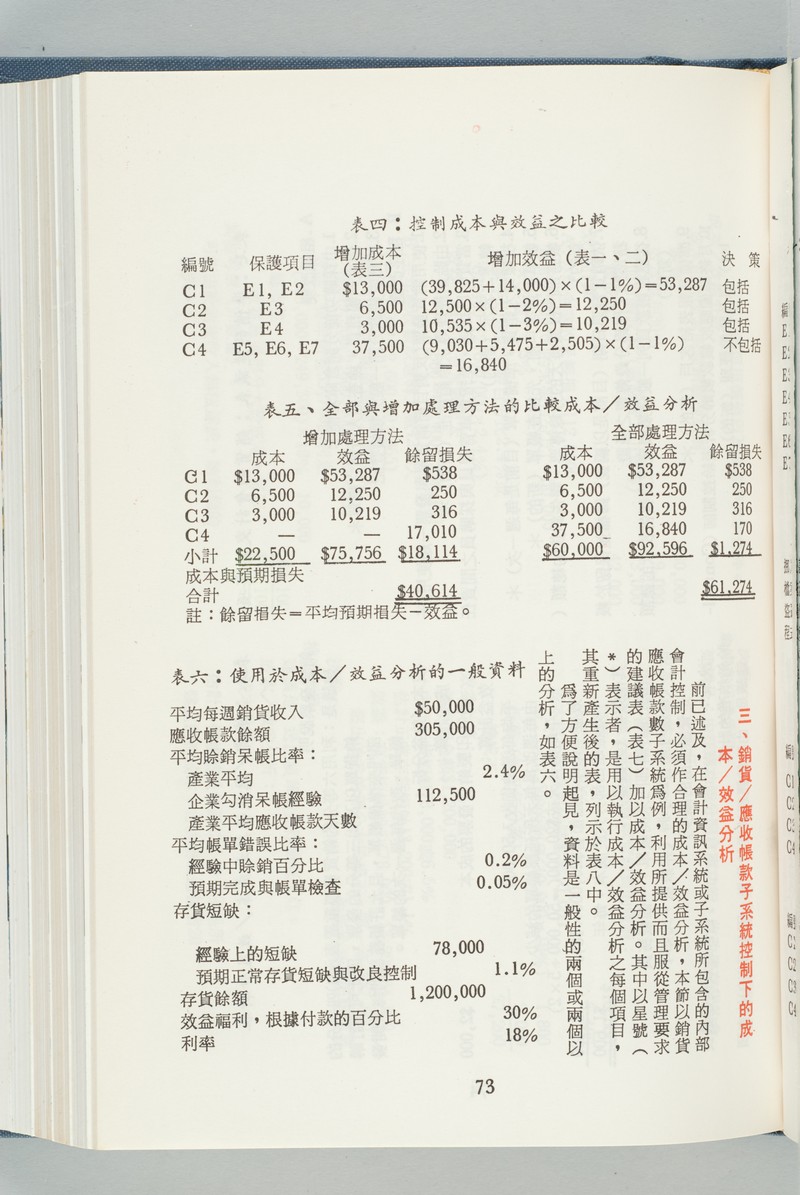 表四：控制成本與效益之比較
編號 保護項目 增加成本(表三) 增加效益(表一、二) 決策
C1 E1, E2 $13,000 (39,825+14,000)×(1-1%)=53,287 包括
C2 E3 6,500 12,500×(1-2%)=12,250 包括
C3 E4 3,000 10,535×(1-3%)=10,219 包括
C4 E5, E6, E7 37,500 (9,030+5,475+2,505)×(1-1%) 不包括
=16,840
表五、全部與增加處理方法的比較成本／效益分析
增加處理方法 全部處理方法
成本 效益 餘留損失 成本 效益 餘留損失
C1 $13,000 $53,287 $538 $13,000 $53,287 $538
C2 6,500 12,250 250 6,500 12,250 250
C3 3,000 10,219 316 3,000 10,219 316
C4 — — 17,010 37,500 16,840 170
小計 $22,500 $75,756 $18,114 $60,000 $92,596 $1,274
成本與預期損失
合計 $40,614 $61,274
註：餘留損失=平均預期損失-效益。
三、銷貨／應收帳款子系統控制下的成
本／效益分析
前已述及，在會計資訊系統或子系統所包含的內部
會計控制，必須作合理的成本／效益分析，本節以銷貨
應收帳款數子系統爲例，利用所提供而且服從管理要求
的建議表（表七）加以成本／效益分析。其中以星號（
*）表示者，是用以執行成本／效益分析之每個項目，
其重新產生後的表，列示於表八中。
爲了方便說明起見，資料是一般性的兩個或兩個以
上的分析，如表六。
表六：使用於成本／效益分析的一般資料
平均每週銷貨收入 $50,000
應收帳款餘額 305,000
平均賒銷呆帳比率：
產業平均 2.4%
企業勾消呆帳經驗 112,500
產業平均應收帳款天數
平均帳單錯誤比率：
經驗中賒銷百分比 0.2%
預期完成與帳單檢查 0.05%
存貨短缺：
經驗上的短缺 78,000
預期正常存貨短缺與改良控制 1.1%
存貨餘額 1,200,000
效益福利，根據付款的百分比 30%
利率 18%
73